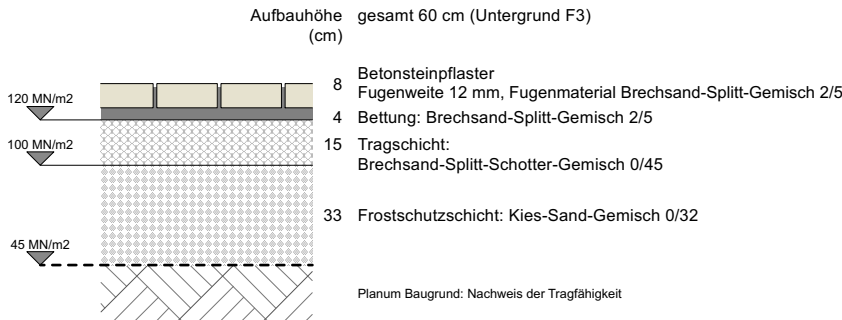 Aufbauhöhe gesamt 60 cm (Untergrund F3)
(cm)
8 Betonsteinpflaster
Fugenweite 12 mm, Fugenmaterial Brechsand-Splitt-Gemisch 2/5
120 MN/m2
4 Bettung: Brechsand-Splitt-Gemisch 2/5
100 MN/m2
15 Tragschicht:
Brechsand-Splitt-Schotter-Gemisch 0/45
33 Frostschutzschicht: Kies-Sand-Gemisch 0/32
45 MN/m2
Planum Baugrund: Nachweis der Tragfähigkeit